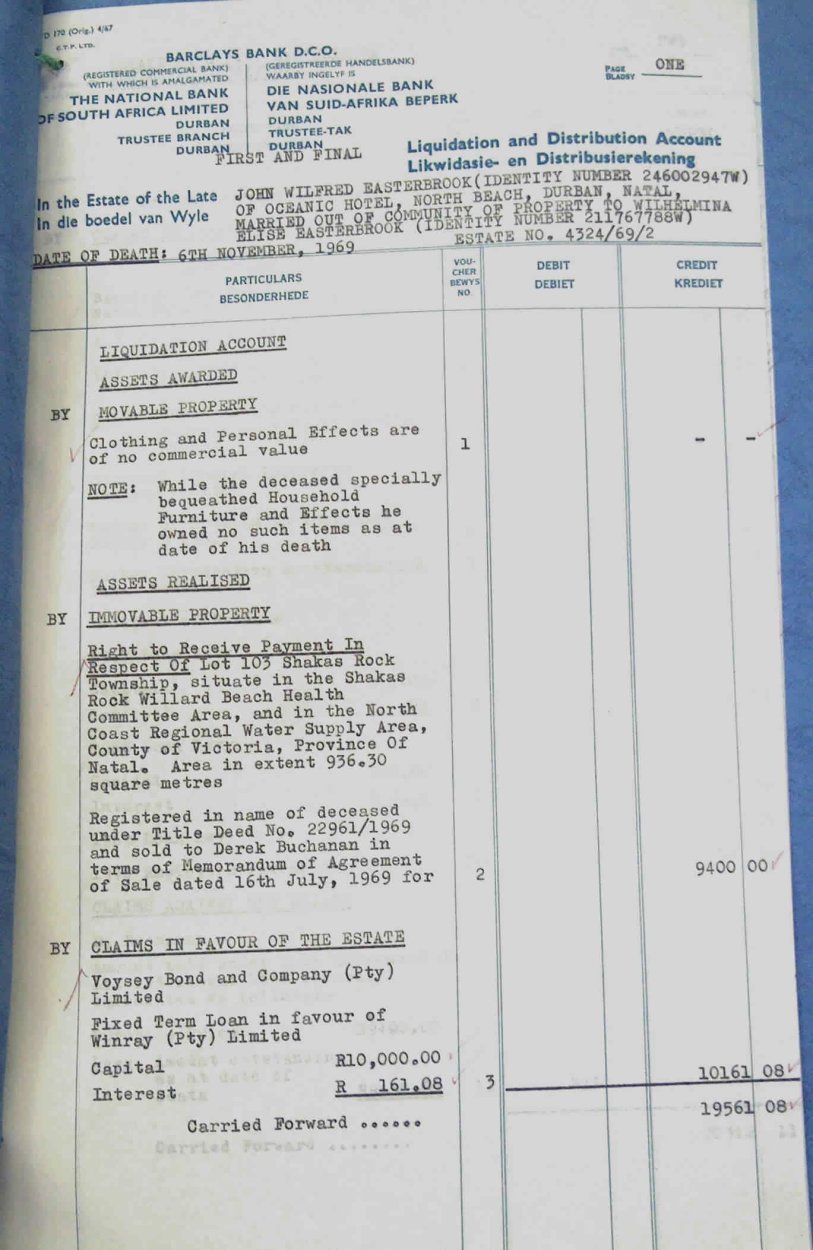 D 170 (Orig.) 4/67
C.T.P. LTD.
BARCLAYS BANK D.C.O.
(REGISTERED COMMERCIAL BANK)
WITH WHICH IS AMALGAMATED
THE NATIONAL BANK
OF SOUTH AFRICA LIMITED
DURBAN
TRUSTEE BRANCH
DURBAN
(GEREGISTREERDE HANDELSBANK)
WAARBY INGELYF IS
DIE NASIONALE BANK
VAN SUID-AFRIKA BEPERK
DURBAN
TRUSTEE-TAK
DURBAN
PAGE
BLADSY
ONE
FIRST AND FINAL
Liquidation and Distribution Account
Likwidasie- en Distribusierekening
In the Estate of the Late
In die boedel van Wyle
JOHN WILFRED EASTERBROOK(IDENTITY NUMBER 246002947W)
OF OCEANIC HOTEL, NORTH BEACH, DURBAN, NATAL,
MARRIED OUT OF COMMUNITY OF PROPERTY TO WILHELMINA
ELISE EASTERBROOK (IDENTITY NUMBER 211767788W)
DATE OF DEATH: 6TH NOVEMBER, 1969
ESTATE NO. 4324/69/2
PARTICULARS
BESONDERHEDE
VOU-
CHER
BEWYS
NO.
DEBIT
DEBIET
CREDIT
KREDIET
LIQUIDATION ACCOUNT
ASSETS AWARDED
BY MOVABLE PROPERTY
Clothing and Personal Effects are
of no commercial value 1 - -
NOTE: While the deceased specially
bequeathed Household
Furniture and Effects he
owned no such items as at
date of his death
ASSETS REALISED
BY IMMOVABLE PROPERTY
Right to Receive Payment In
Respect Of Lot 103 Shakas Rock
Township, situate in the Shakas
Rock Willard Beach Health
Committee Area, and in the North
Coast Regional Water Supply Area,
County of Victoria, Province Of
Natal. Area in extent 936.30
square metres
Registered in name of deceased
under Title Deed No. 22961/1969
and sold to Derek Buchanan in
terms of Memorandum of Agreement
of Sale dated 16th July, 1969 for 2 9400 00
BY CLAIMS IN FAVOUR OF THE ESTATE
Voysey Bond and Company (Pty)
Limited
Fixed Term Loan in favour of
Winray (Pty) Limited
Capital R10,000.00
Interest R 161.08 3 10161 08
19561 08
Carried Forward ......